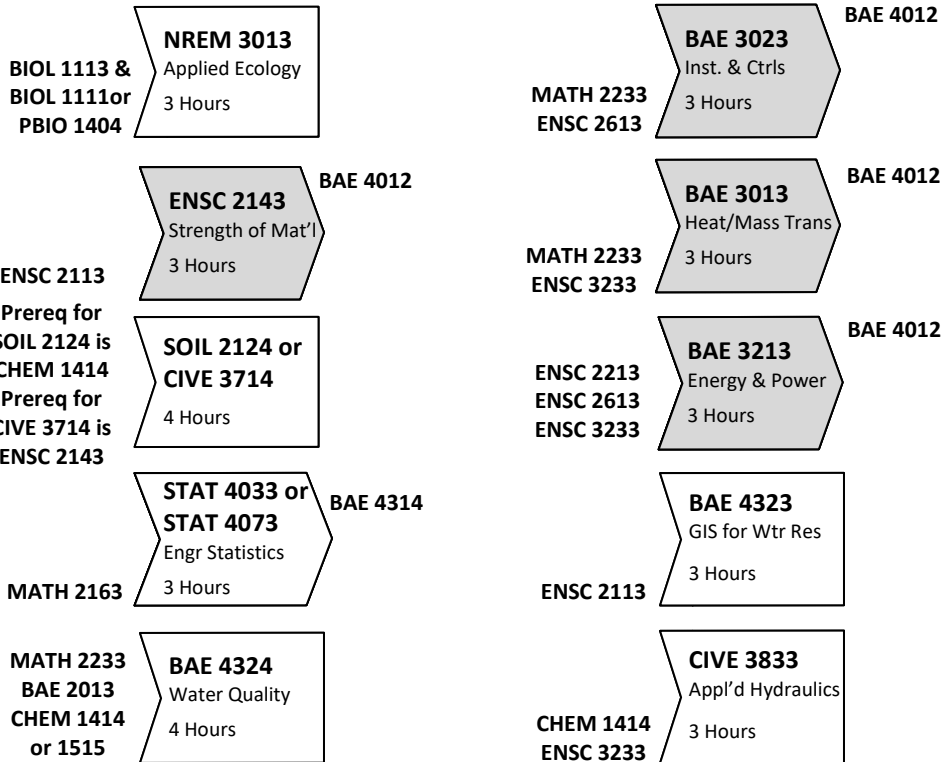 BIOL 1113 &
BIOL 1111or
PBIO 1404
NREM 3013
Applied Ecology
3 Hours
ENSC 2113
ENSC 2143
Strength of Mat'l
3 Hours
BAE 4012
Prereq for
SOIL 2124 is
CHEM 1414
Prereq for
CIVE 3714 is
ENSC 2143
SOIL 2124 or
CIVE 3714
4 Hours
MATH 2163
STAT 4033 or
STAT 4073
Engr Statistics
3 Hours
BAE 4314
MATH 2233
BAE 2013
CHEM 1414
or 1515
BAE 4324
Water Quality
4 Hours
MATH 2233
ENSC 2613
BAE 3023
Inst. & Ctrls
3 Hours
BAE 4012
MATH 2233
ENSC 3233
BAE 3013
Heat/Mass Trans
3 Hours
BAE 4012
ENSC 2213
ENSC 2613
ENSC 3233
BAE 3213
Energy & Power
3 Hours
BAE 4012
ENSC 2113
BAE 4323
GIS for Wtr Res
3 Hours
CHEM 1414
ENSC 3233
CIVE 3833
Appl'd Hydraulics
3 Hours